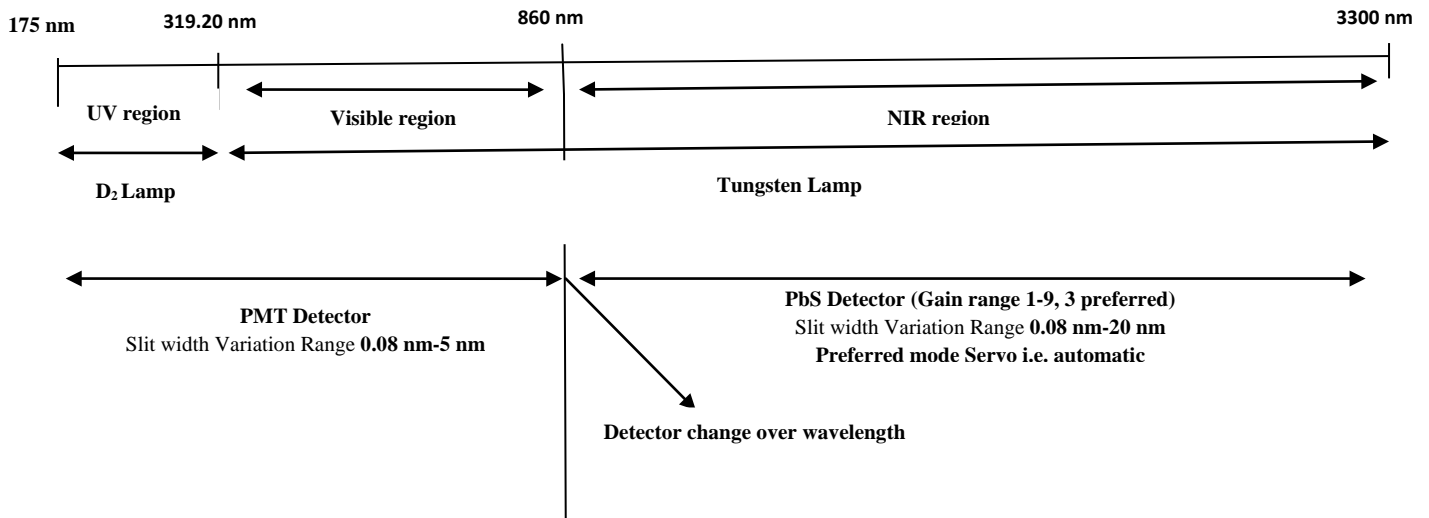 175 nm
319.20 nm
860 nm
3300 nm
UV region
Visible region
NIR region
D₂ Lamp
Tungsten Lamp
PMT Detector
Slit width Variation Range 0.08 nm-5 nm
PbS Detector (Gain range 1-9, 3 preferred)
Slit width Variation Range 0.08 nm-20 nm
Preferred mode Servo i.e. automatic
Detector change over wavelength